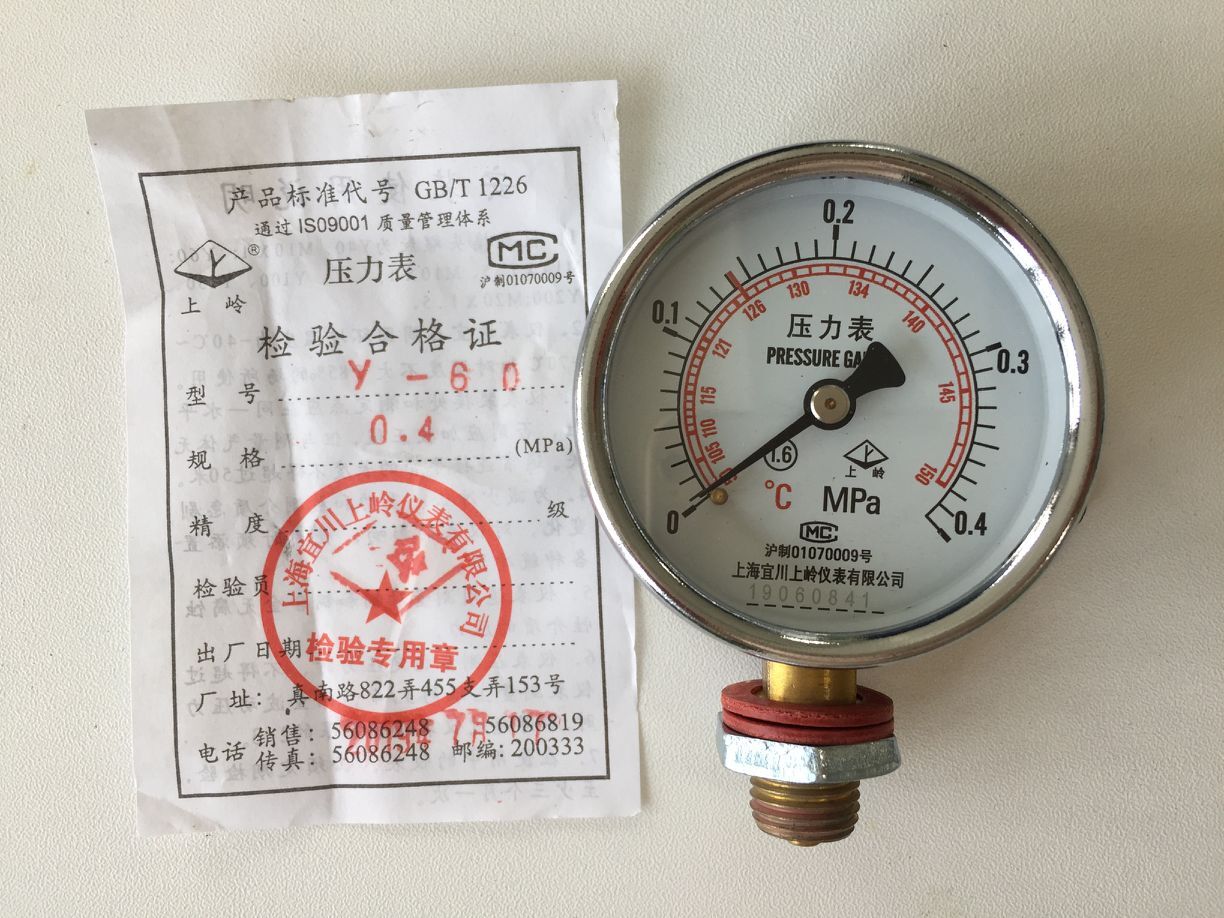 产品标准代号 GB/T 1226
通过 IS09001 质量管理体系
®
MC
上岭
压力表
沪制01070009号
检验合格证
型号 Y-60
规格 0.4 (MPa)
精度 级
检验员
上海宜川上岭仪表有限公司
检验专用章
出厂日期
厂址: 真南路822弄455支弄153号
电话 销售: 56086248 56086819
传真: 56086248 邮编: 200333
0
0.1
0.2
0.3
0.4
105
110
115
121
126
130
134
140
145
150
压力表
PRESSURE
1.6
上岭
℃ MPa
MC
沪制01070009号
上海宜川上岭仪表有限公司
19060841